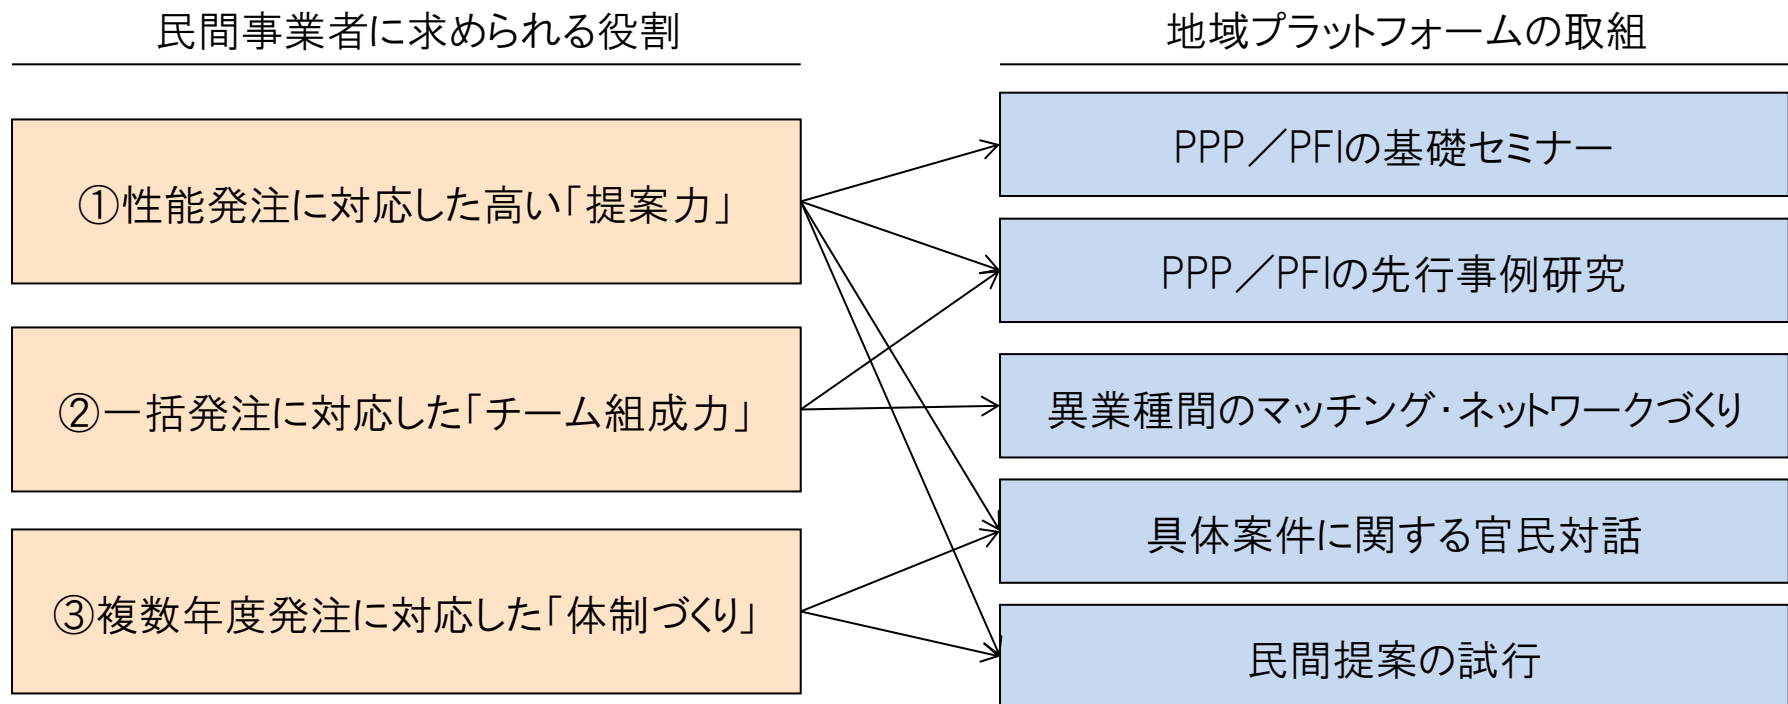 民間事業者に求められる役割
①性能発注に対応した高い「提案力」
②一括発注に対応した「チーム組成力」
③複数年度発注に対応した「体制づくり」
地域プラットフォームの取組
PPP/PFIの基礎セミナー
PPP/PFIの先行事例研究
異業種間のマッチング・ネットワークづくり
具体案件に関する官民対話
民間提案の試行